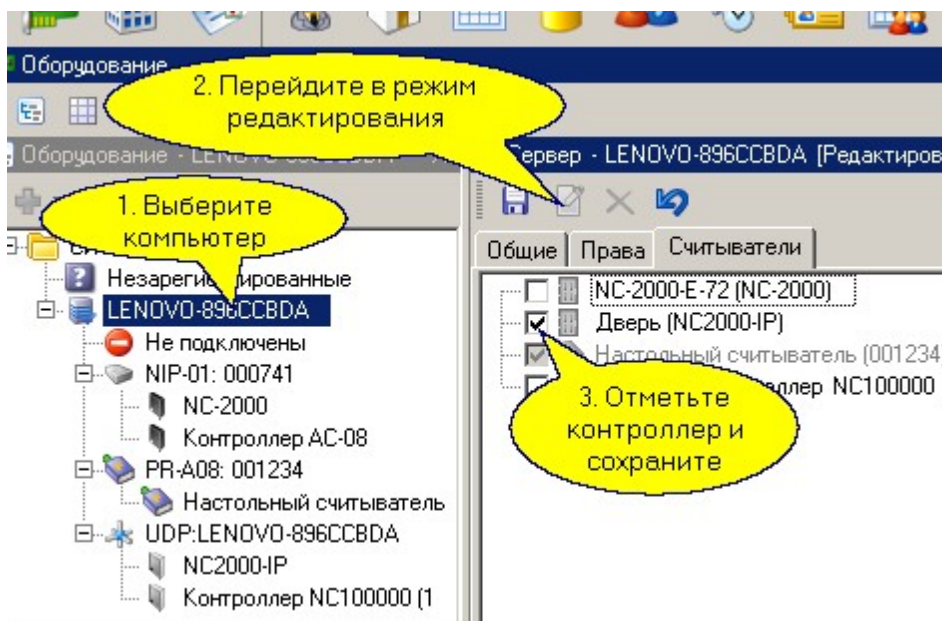 Оборудование
2. Перейдите в режим
редактирования
Оборудование - LENOVO-896CCBDA
Сервер - LENOVO-896CCBDA [Редактиров
1. Выберите
компьютер
Общие
Права
Считыватели
Незарегистрированные
LENOVO-896CCBDA
Не подключены
NIP-01: 000741
NC-2000
Контроллер AC-08
PR-A08: 001234
Настольный считыватель
UDP:LENOVO-896CCBDA
NC2000-IP
Контроллер NC100000 (1
NC-2000-E-72 (NC-2000)
Дверь (NC2000-IP)
Настольный считыватель (001234
ллер NC100000
3. Отметьте
контроллер и
сохраните